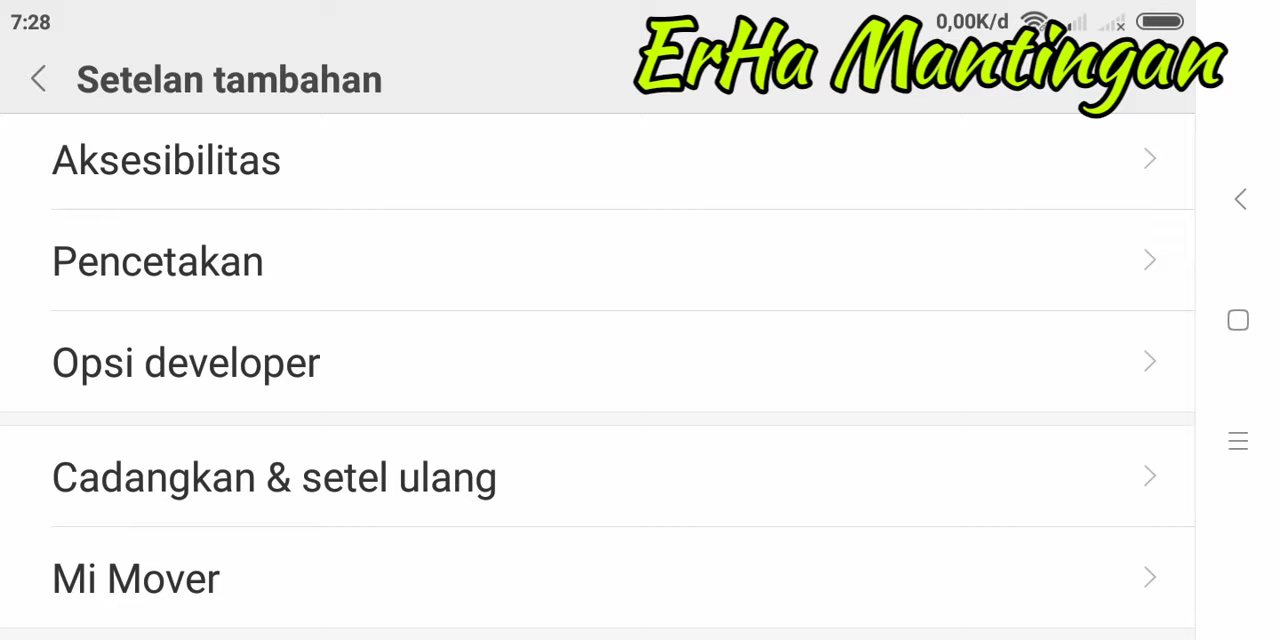 7:28
0,00K/d
ErHa Mantingan
Setelan tambahan
Aksesibilitas
Pencetakan
Opsi developer
Cadangkan & setel ulang
Mi Mover